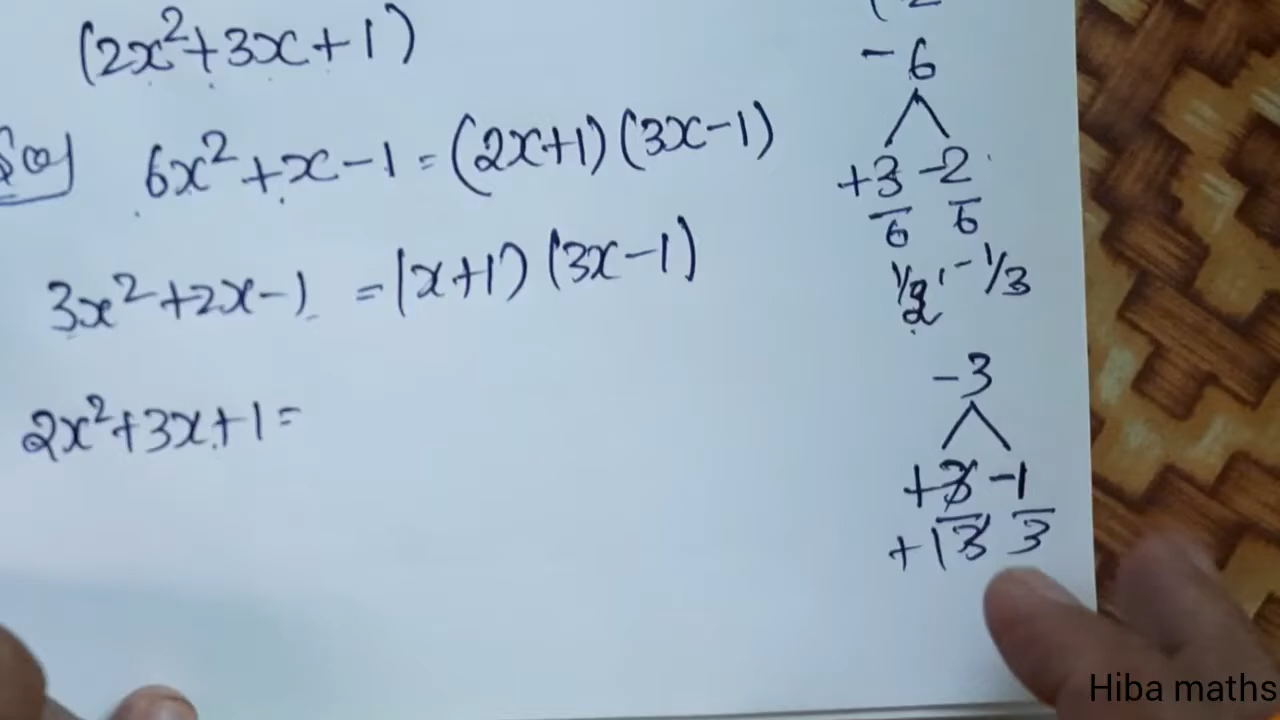 (2x²+3x+1)
Sol 6x²+x-1=(2x+1)(3x-1)
3x²+2x-1 =(x+1)(3x-1)
2x²+3x+1=
-6
+3 -2
6 6
1/2, -1/3
-3
+3 -1
+1 3 3
Hiba maths